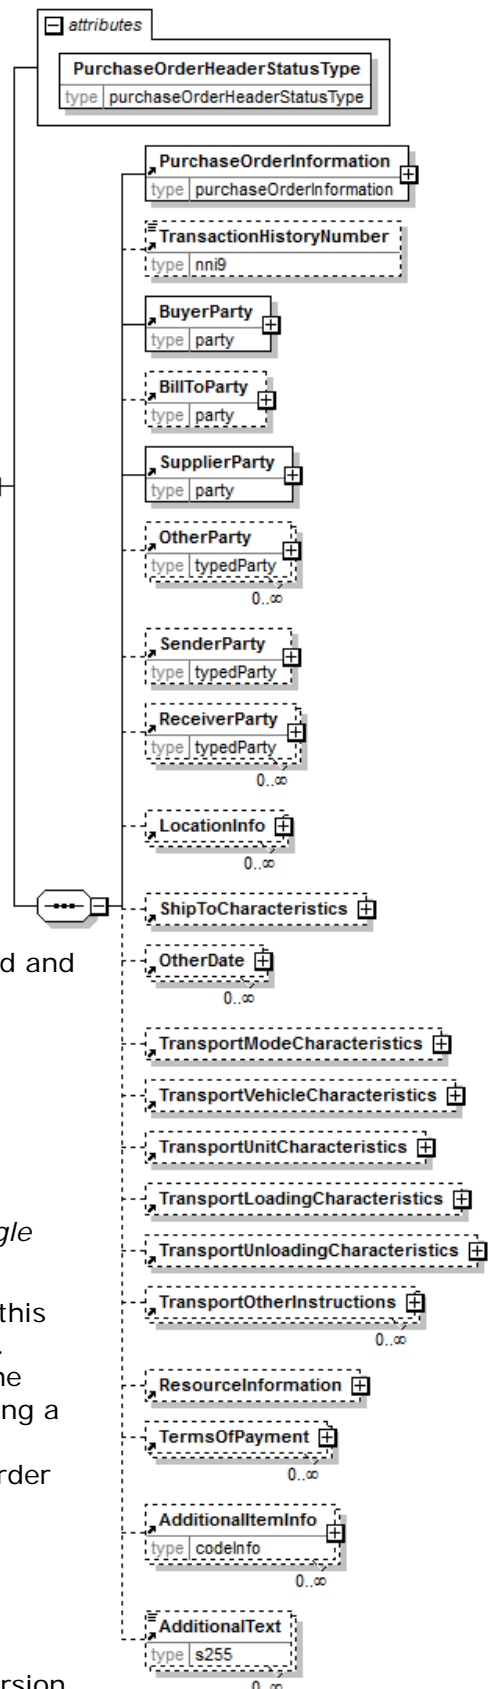 attributes
PurchaseOrderHeaderStatusType
type purchaseOrderHeaderStatusType
PurchaseOrderInformation
type purchaseOrderInformation
TransactionHistoryNumber
type nni9
BuyerParty
type party
BillToParty
type party
SupplierParty
type party
OtherParty
type typedParty
0..∞
SenderParty
type typedParty
ReceiverParty
type typedParty
0..∞
LocationInfo
0..∞
ShipToCharacteristics
d and
OtherDate
0..∞
TransportModeCharacteristics
TransportVehicleCharacteristics
TransportUnitCharacteristics
TransportLoadingCharacteristics
gle
TransportUnloadingCharacteristics
TransportOtherInstructions
this
0..∞
.
ne
ResourceInformation
ing a
TermsOfPayment
rder
0..∞
AdditionalItemInfo
type codeInfo
0..∞
AdditionalText
type s255
rsion
0..∞